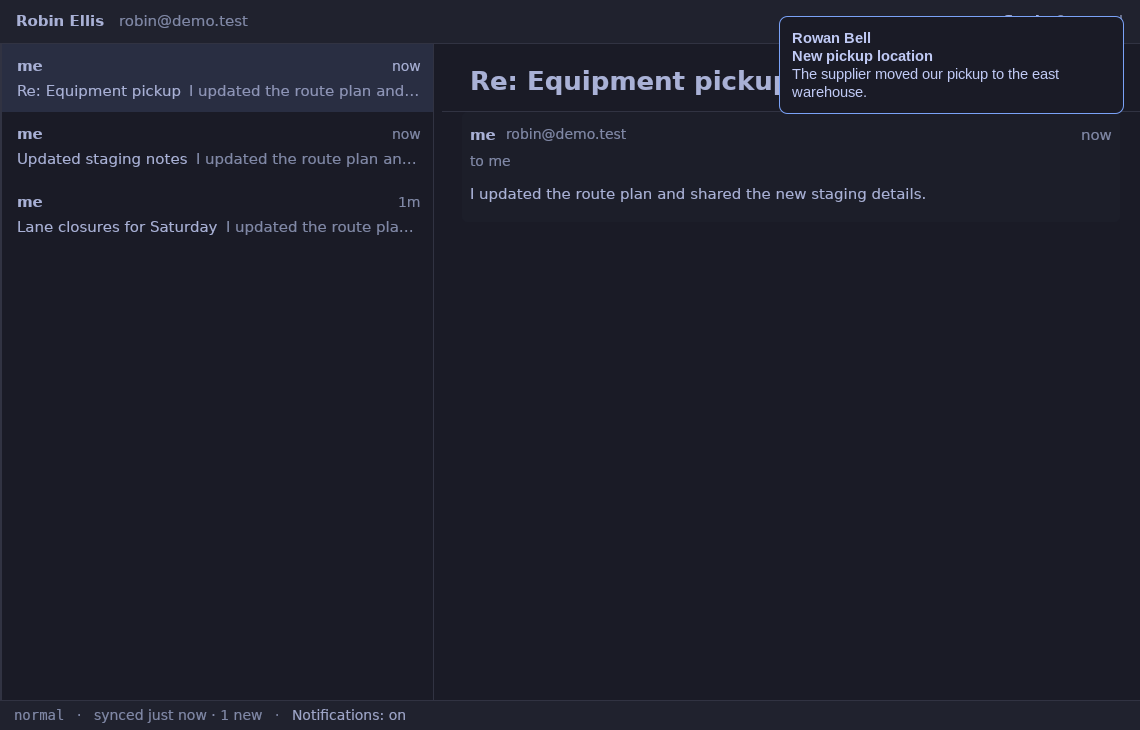 Robin Ellis robin@demo.test
Rowan Bell
New pickup location
The supplier moved our pickup to the east
warehouse.
me now
Re: Equipment pickup I updated the route plan and…
me now
Updated staging notes I updated the route plan an…
me 1m
Lane closures for Saturday I updated the route pla…
Re: Equipment pickup
me robin@demo.test now
to me
I updated the route plan and shared the new staging details.
normal · synced just now · 1 new · Notifications: on